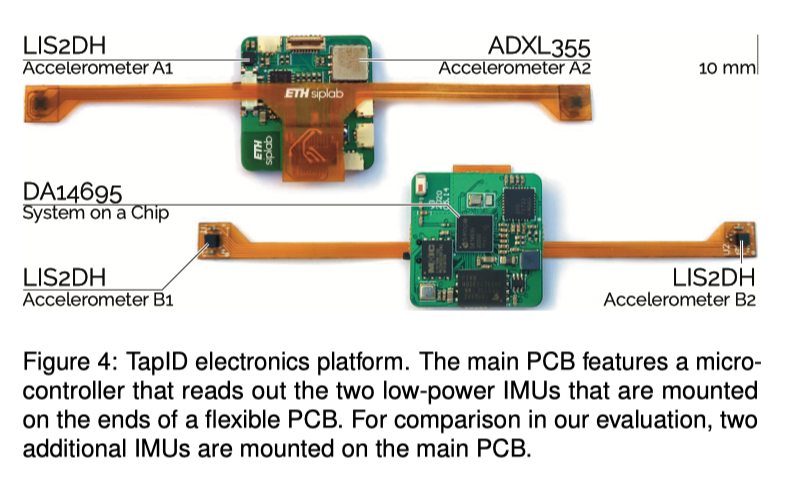 LIS2DH
Accelerometer A1
ADXL355
Accelerometer A2
10 mm
ETH siplab
ETH siplab
DA14695
System on a Chip
LIS2DH
Accelerometer B1
LIS2DH
Accelerometer B2
Figure 4: TapID electronics platform. The main PCB features a micro-
controller that reads out the two low-power IMUs that are mounted
on the ends of a flexible PCB. For comparison in our evaluation, two
additional IMUs are mounted on the main PCB.